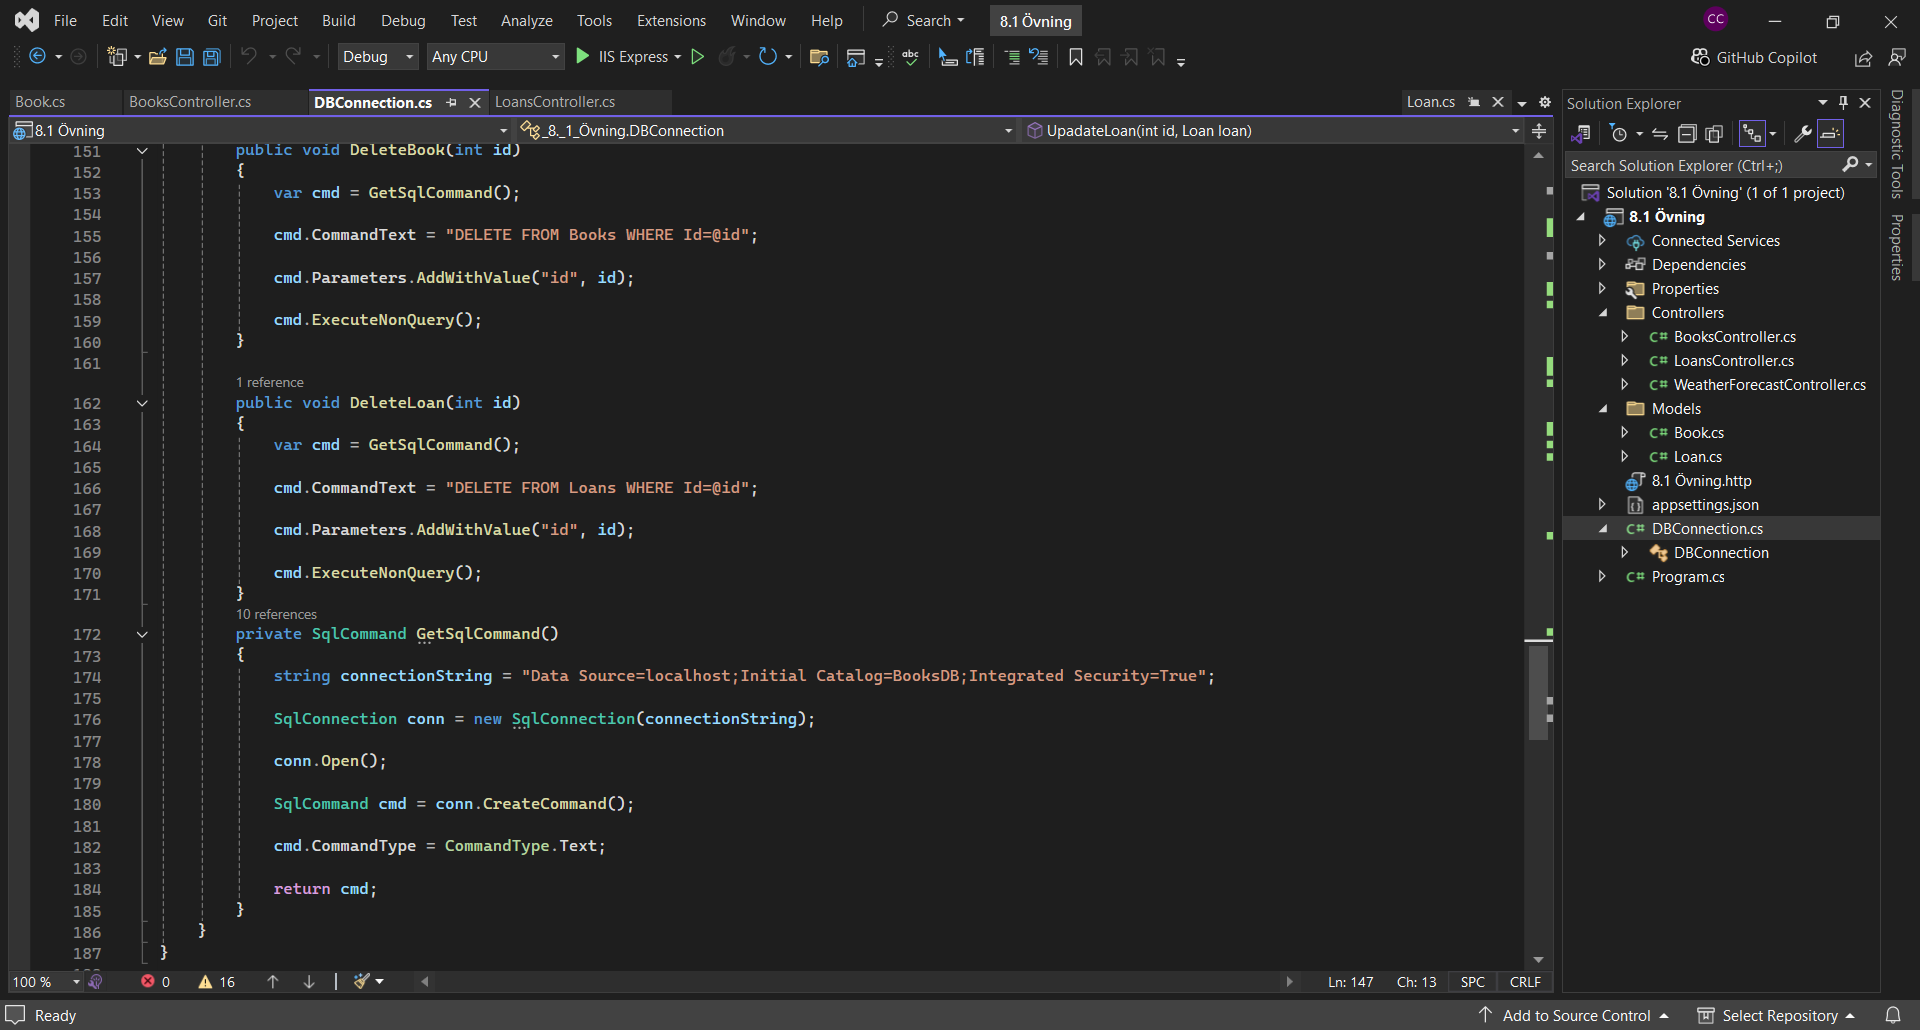 File Edit View Git Project Build Debug Test Analyze Tools Extensions Window Help Search 8.1 Övning CC
Debug Any CPU IIS Express abc GitHub Copilot
Book.cs BooksController.cs DBConnection.cs LoansController.cs Loan.cs
8.1 Övning _8._1_Övning.DBConnection UpadateLoan(int id, Loan loan)
151 public void DeleteBook(int id)
152 {
153 var cmd = GetSqlCommand();
154
155 cmd.CommandText = "DELETE FROM Books WHERE Id=@id";
156
157 cmd.Parameters.AddWithValue("id", id);
158
159 cmd.ExecuteNonQuery();
160 }
161
1 reference
162 public void DeleteLoan(int id)
163 {
164 var cmd = GetSqlCommand();
165
166 cmd.CommandText = "DELETE FROM Loans WHERE Id=@id";
167
168 cmd.Parameters.AddWithValue("id", id);
169
170 cmd.ExecuteNonQuery();
171 }
10 references
172 private SqlCommand GetSqlCommand()
173 {
174 string connectionString = "Data Source=localhost;Initial Catalog=BooksDB;Integrated Security=True";
175
176 SqlConnection conn = new SqlConnection(connectionString);
177
178 conn.Open();
179
180 SqlCommand cmd = conn.CreateCommand();
181
182 cmd.CommandType = CommandType.Text;
183
184 return cmd;
185 }
186 }
187 }
100 % 0 16 Ln: 147 Ch: 13 SPC CRLF
Solution Explorer
Search Solution Explorer (Ctrl+;)
Solution '8.1 Övning' (1 of 1 project)
8.1 Övning
Connected Services
Dependencies
Properties
Controllers
C# BooksController.cs
C# LoansController.cs
C# WeatherForecastController.cs
Models
C# Book.cs
C# Loan.cs
8.1 Övning.http
appsettings.json
C# DBConnection.cs
DBConnection
C# Program.cs
Diagnostic Tools
Properties
Ready Add to Source Control Select Repository